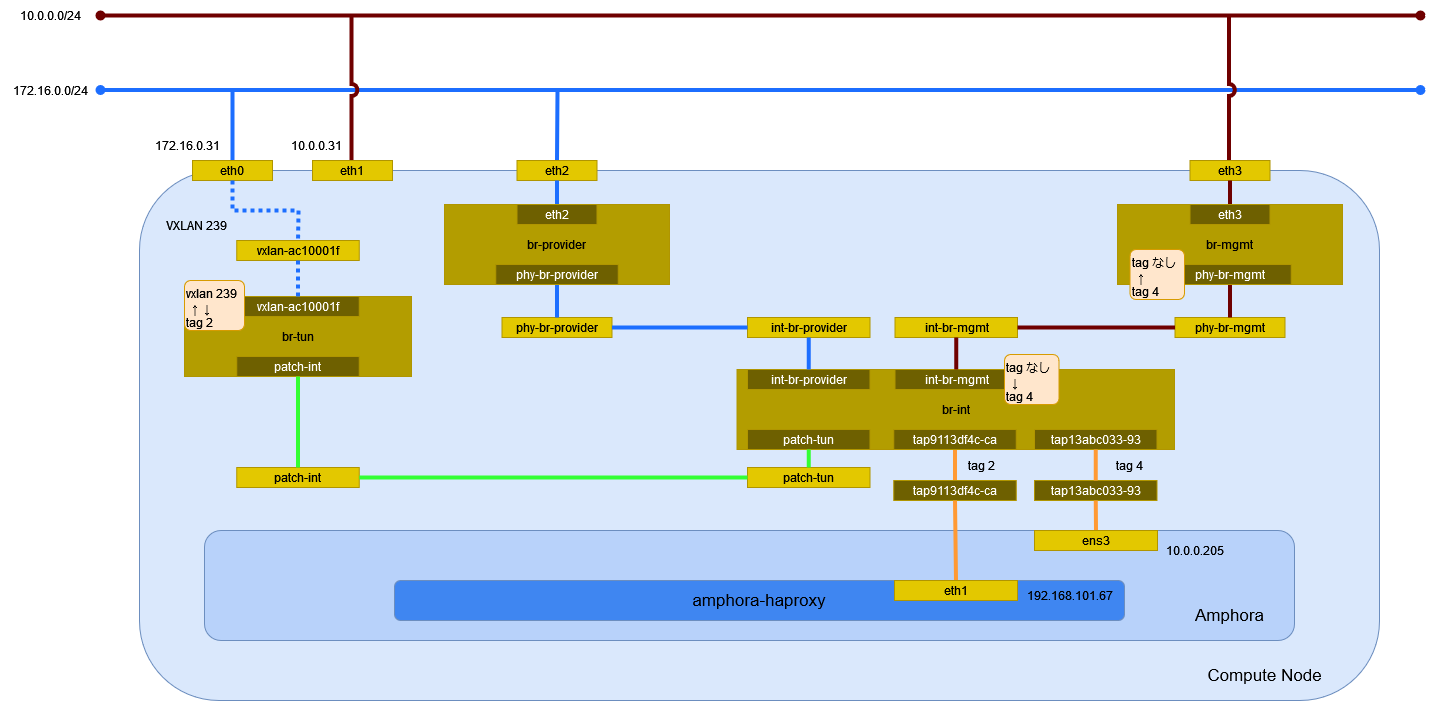 10.0.0.0/24
172.16.0.0/24
172.16.0.31
10.0.0.31
eth0
eth1
eth2
eth3
VXLAN 239
vxlan-ac10001f
eth2
br-provider
phy-br-provider
eth3
br-mgmt
phy-br-mgmt
tag なし
↑
tag 4
vxlan 239
↑ ↓
tag 2
vxlan-ac10001f
br-tun
patch-int
phy-br-provider
int-br-provider
int-br-mgmt
phy-br-mgmt
int-br-provider
int-br-mgmt
tag なし
↓
tag 4
br-int
patch-tun
tap9113df4c-ca
tap13abc033-93
tag 2
tag 4
patch-int
patch-tun
tap9113df4c-ca
tap13abc033-93
ens3
10.0.0.205
eth1
192.168.101.67
amphora-haproxy
Amphora
Compute Node